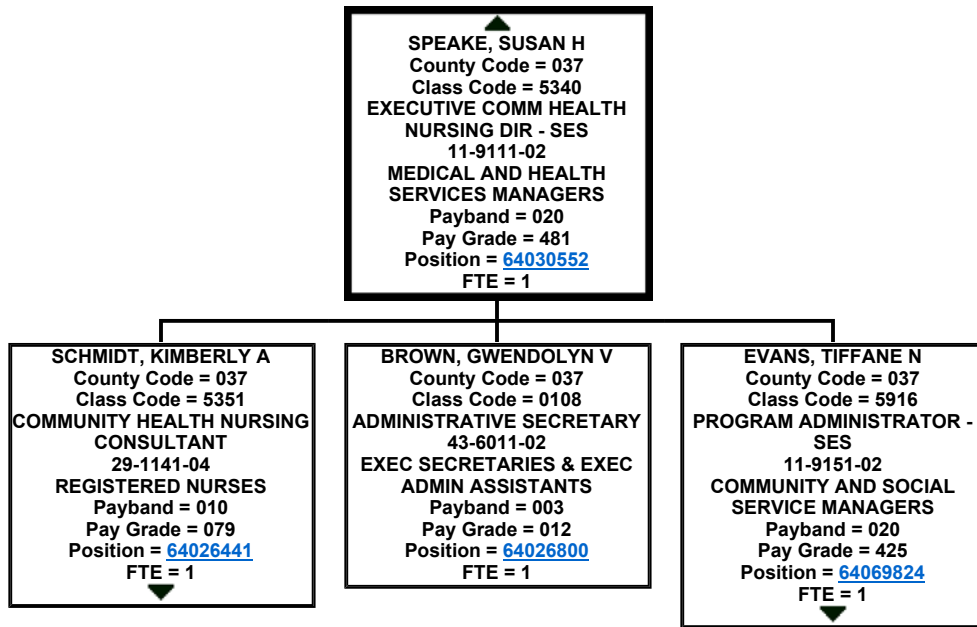 SPEAKE, SUSAN H
County Code = 037
Class Code = 5340
EXECUTIVE COMM HEALTH
NURSING DIR - SES
11-9111-02
MEDICAL AND HEALTH
SERVICES MANAGERS
Payband = 020
Pay Grade = 481
Position = 64030552
FTE = 1
SCHMIDT, KIMBERLY A
County Code = 037
Class Code = 5351
COMMUNITY HEALTH NURSING
CONSULTANT
29-1141-04
REGISTERED NURSES
Payband = 010
Pay Grade = 079
Position = 64026441
FTE = 1
BROWN, GWENDOLYN V
County Code = 037
Class Code = 0108
ADMINISTRATIVE SECRETARY
43-6011-02
EXEC SECRETARIES & EXEC
ADMIN ASSISTANTS
Payband = 003
Pay Grade = 012
Position = 64026800
FTE = 1
EVANS, TIFFANE N
County Code = 037
Class Code = 5916
PROGRAM ADMINISTRATOR -
SES
11-9151-02
COMMUNITY AND SOCIAL
SERVICE MANAGERS
Payband = 020
Pay Grade = 425
Position = 64069824
FTE = 1